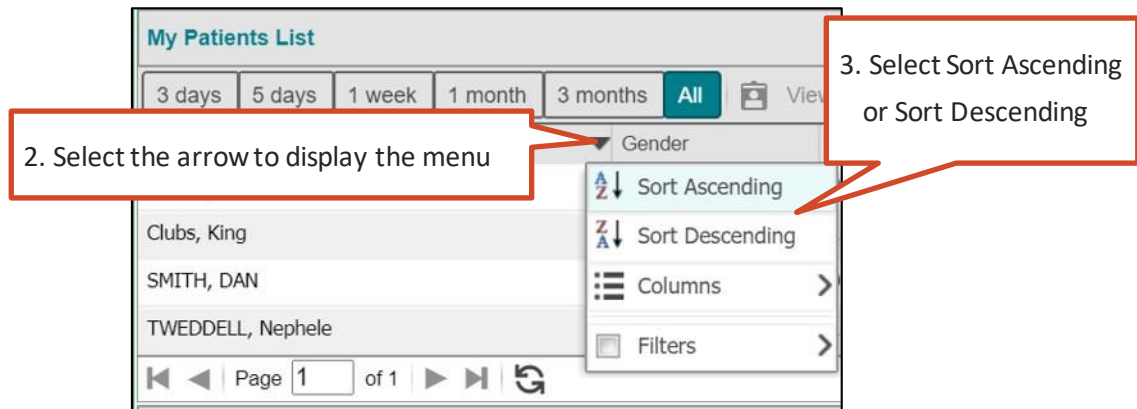 My Patients List
3 days 5 days 1 week 1 month 3 months All
3. Select Sort Ascending
or Sort Descending
2. Select the arrow to display the menu
Gender
Sort Ascending
Clubs, King
Sort Descending
SMITH, DAN
Columns
TWEDDELL, Nephele
Filters
Page 1 of 1